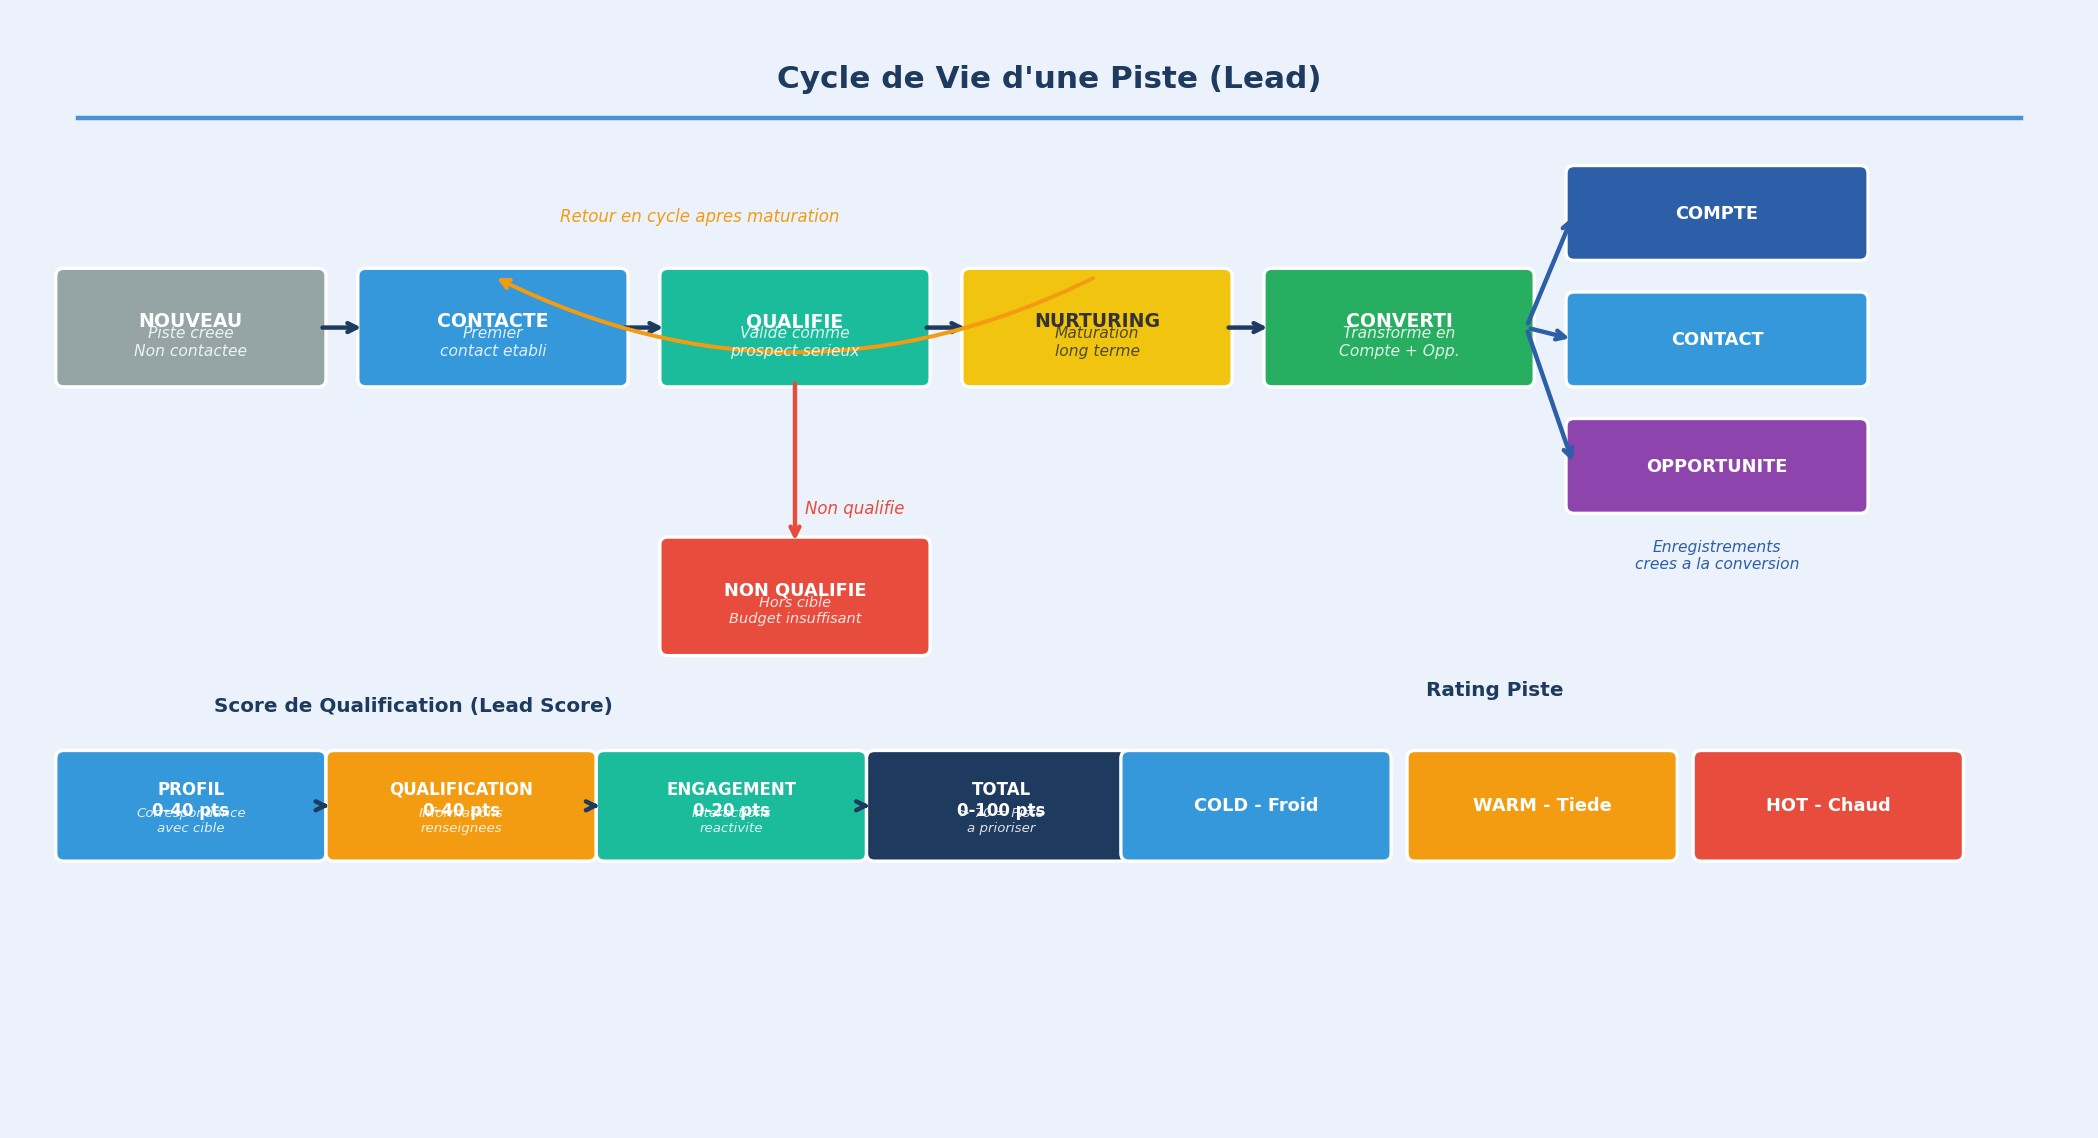 Cycle de Vie d'une Piste (Lead)
COMPTE
Retour en cycle apres maturation
NOUVEAU
Piste creee
Non contactee
CONTACTE
Premier
contact etabli
QUALIFIE
Valide comme
prospect serieux
NURTURING
Maturation
long terme
CONVERTI
Transforme en
Compte + Opp.
CONTACT
OPPORTUNITE
Non qualifie
Enregistrements
crees a la conversion
NON QUALIFIE
Hors cible
Budget insuffisant
Score de Qualification (Lead Score)
Rating Piste
PROFIL
0-40 pts
Correspondance
avec cible
QUALIFICATION
0-40 pts
Informations
renseignees
ENGAGEMENT
0-20 pts
Interactions
reactivite
TOTAL
0-100 pts
a prioriser
COLD - Froid
WARM - Tiede
HOT - Chaud